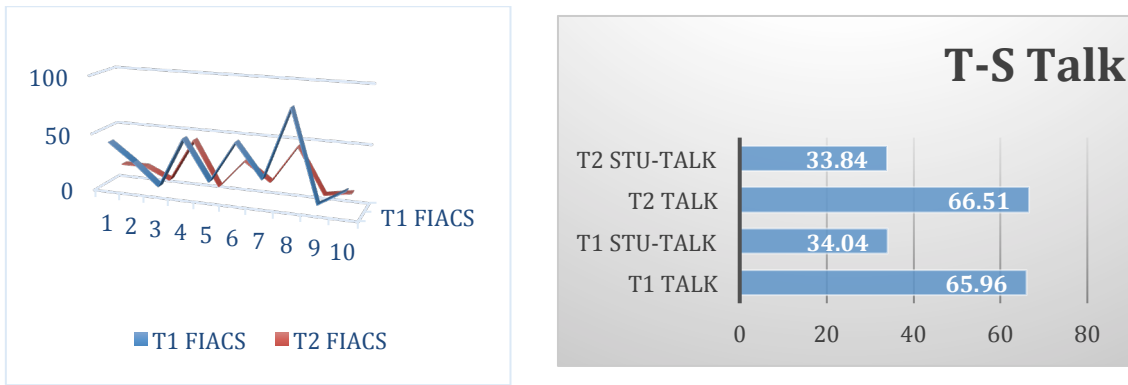 100
50
0
1 2 3 4 5 6 7 8 9 10
T1 FIACS
T1 FIACS T2 FIACS
T-S Talk
T2 STU-TALK 33.84
T2 TALK 66.51
T1 STU-TALK 34.04
T1 TALK 65.96
0 20 40 60 80